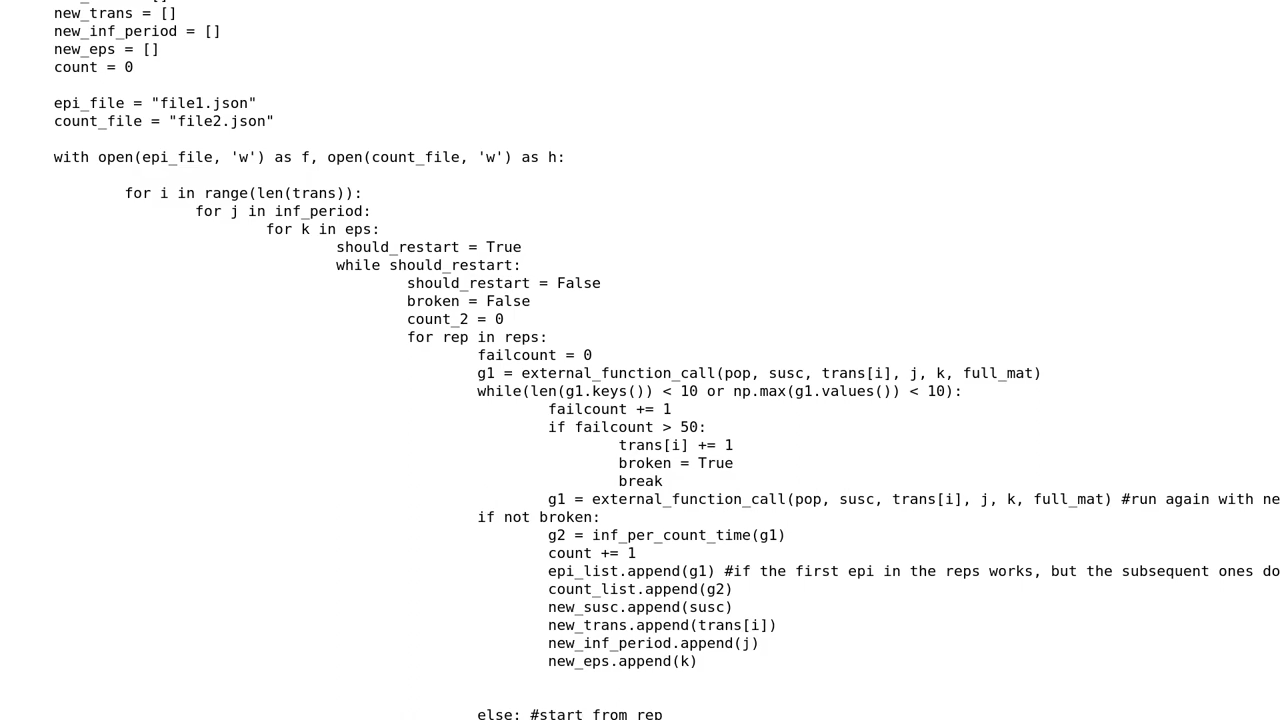 new_trans = []
new_inf_period = []
new_eps = []
count = 0
epi_file = "file1.json"
count_file = "file2.json"
with open(epi_file, 'w') as f, open(count_file, 'w') as h:
for i in range(len(trans)):
for j in inf_period:
for k in eps:
should_restart = True
while should_restart:
should_restart = False
broken = False
count_2 = 0
for rep in reps:
failcount = 0
g1 = external_function_call(pop, susc, trans[i], j, k, full_mat)
while(len(g1.keys()) < 10 or np.max(g1.values()) < 10):
failcount += 1
if failcount > 50:
trans[i] += 1
broken = True
break
g1 = external_function_call(pop, susc, trans[i], j, k, full_mat) #run again with ne
if not broken:
g2 = inf_per_count_time(g1)
count += 1
epi_list.append(g1) #if the first epi in the reps works, but the subsequent ones do
count_list.append(g2)
new_susc.append(susc)
new_trans.append(trans[i])
new_inf_period.append(j)
new_eps.append(k)
else: #start from rep